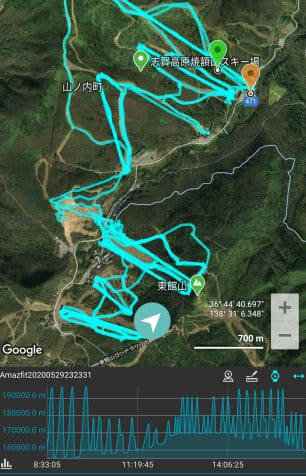 志賀高原焼額山スキー場
山ノ内町
471
東館山
36° 44' 40.697"
138° 31' 6.348"
Google
700 m
Amazfit20200529232331
190000.0 m
180000.0 m
170000.0 m
160000.0 m
8:33:05
11:19:45
14:06:25